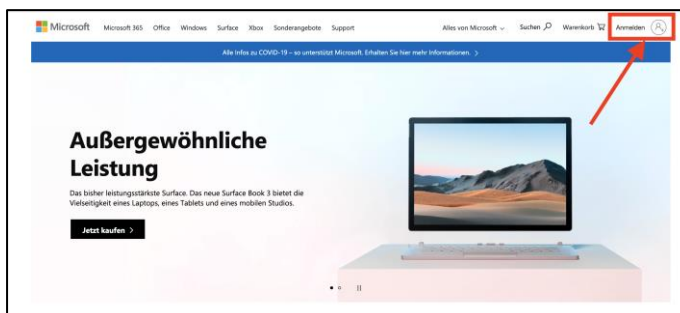 Microsoft Microsoft 365 Office Windows Surface Xbox Sonderangebote Support Alles von Microsoft Suchen Warenkorb Anmelden
Alle Infos zu COVID-19 – so unterstützt Microsoft. Erhalten Sie hier mehr Informationen.
Außergewöhnliche
Leistung
Das bisher leistungsstärkste Surface. Das neue Surface Book 3 bietet die
Vielseitigkeit eines Laptops, eines Tablets und eines mobilen Studios.
Jetzt kaufen